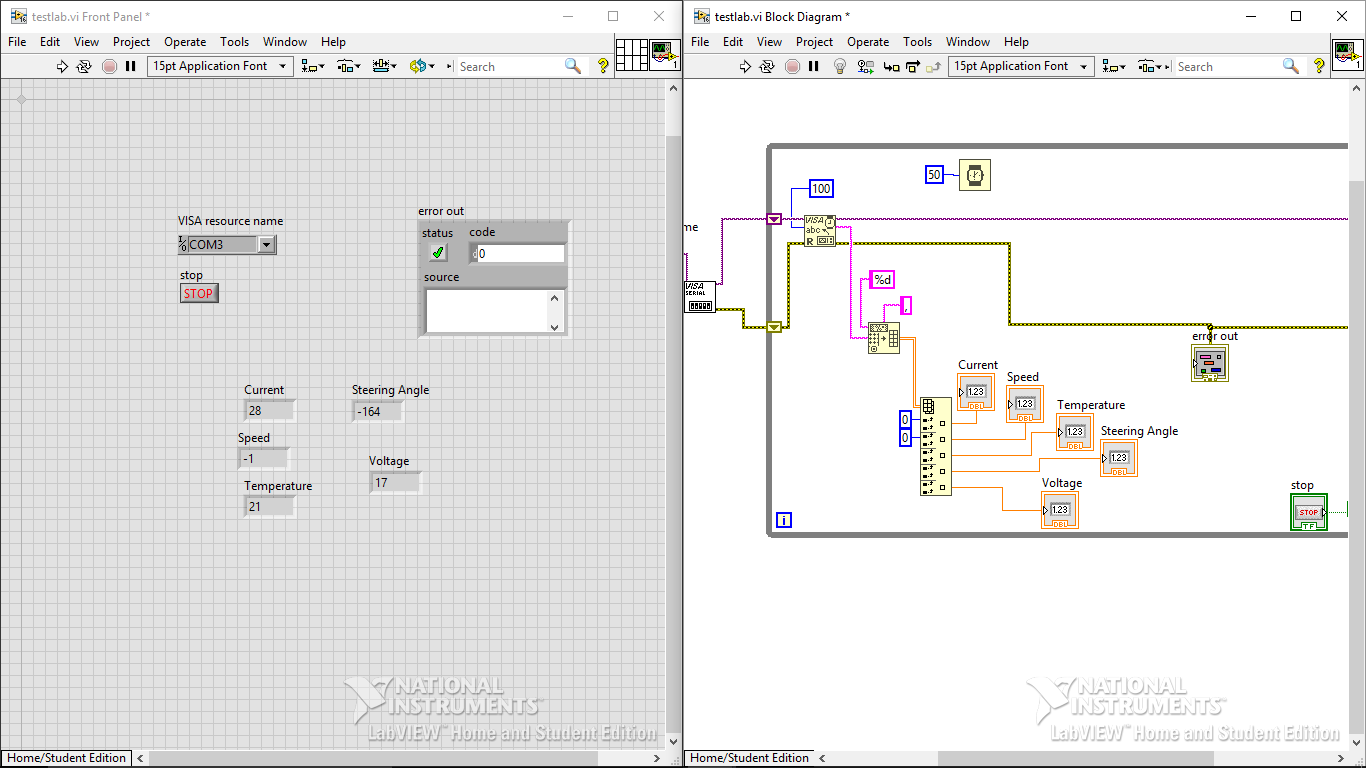 testlab.vi Front Panel *
File Edit View Project Operate Tools Window Help
15pt Application Font
Search
?
VISA resource name
I/0
COM3
stop
STOP
error out
status code
d0
source
Current
28
Steering Angle
-164
Speed
-1
Voltage
17
Temperature
21
NATIONAL
INSTRUMENTS
LabVIEW™ Home and Student Edition
Home/Student Edition
testlab.vi Block Diagram *
File Edit View Project Operate Tools Window Help
15pt Application Font
Search
?
1
50
100
me
VISA
abc
R
%d
VISA
SERIAL
,
error out
Current
1.23
DBL
Speed
1.23
DBL
Temperature
1.23
DBL
Steering Angle
1.23
DBL
0
0
Voltage
1.23
DBL
stop
STOP
TF
i
NATIONAL
INSTRUMENTS
LabVIEW™ Home and Student Edition
Home/Student Edition